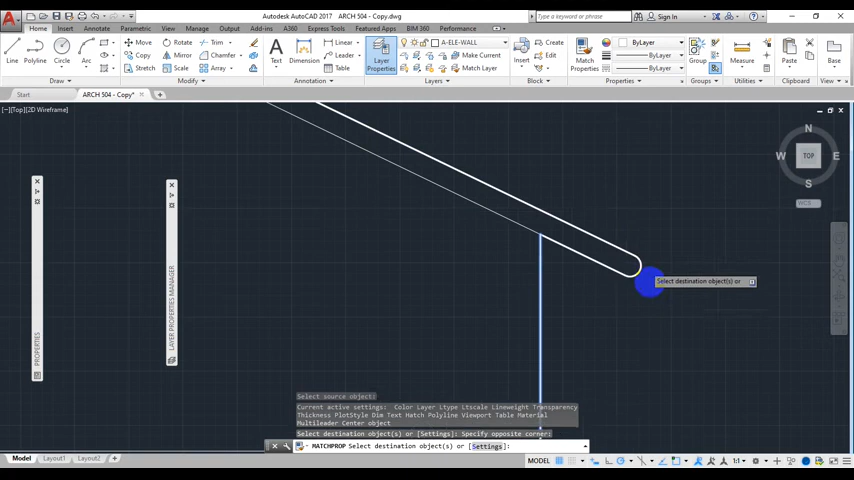 Autodesk AutoCAD 2017 ARCH 504 - Copy.dwg
Type a keyword or phrase
Sign In
Home Insert Annotate Parametric View Manage Output Add-ins A360 Express Tools Featured Apps BIM 360 Performance
Line Polyline Circle Arc
Move Rotate Trim
Copy Mirror Fillet
Stretch Scale Array
Text Dimension
Linear
Leader
Table
Layer Properties
A-ELE-WALL
Make Current
Match Layer
Insert
Create
Edit
Match Properties
ByLayer
ByLayer
ByLayer
Group
Measure
Paste
Base
Draw Modify Annotation Layers Block Properties Groups Utilities Clipboard View
Start ARCH 504 - Copy*
[−][Top][2D Wireframe]
N
W TOP E
S
WCS
PROPERTIES
LAYER PROPERTIES MANAGER
Select destination object(s) or
Select source object:
Current active settings: Color Layer Ltype Ltscale Lineweight Transparency
Thickness PlotStyle Dim Text Hatch Polyline Viewport Table Material
Multileader Center object
Select destination object(s) or [Settings]: Specify opposite corner:
MATCHPROP Select destination object(s) or [Settings]:
Model Layout1 Layout2
MODEL 1:1